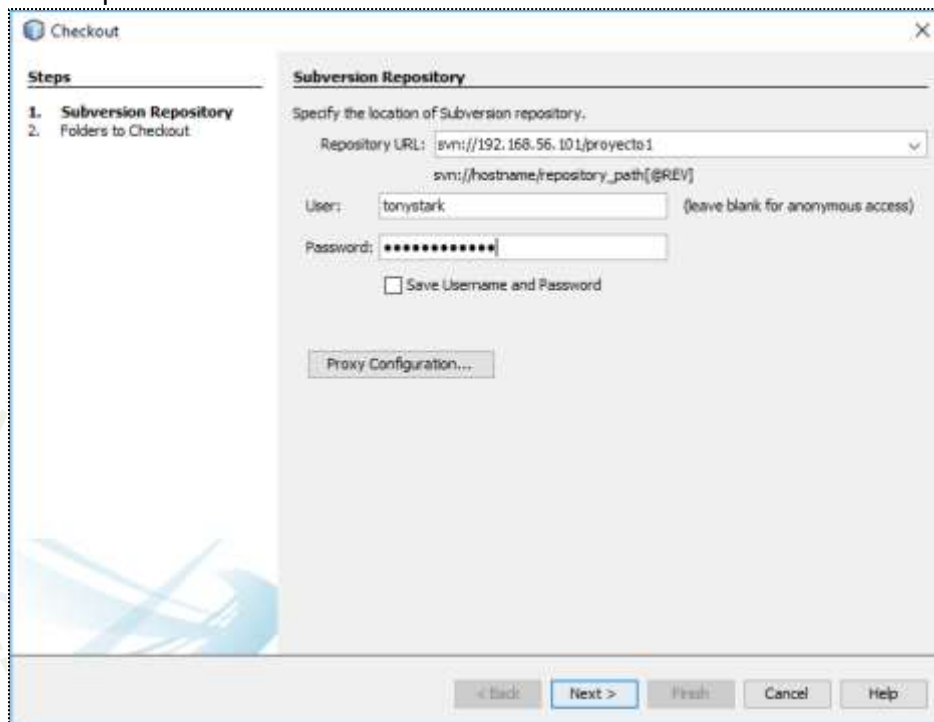 Checkout
Steps
1. Subversion Repository
2. Folders to Checkout
Subversion Repository
Specify the location of Subversion repository.
Repository URL: svn://192.168.56.101/proyecto1
svn://hostname/repository_path[@REV]
User: tonystark (leave blank for anonymous access)
Password: ●●●●●●●●●●●●
Save Username and Password
Proxy Configuration...
< Back Next > Finish Cancel Help